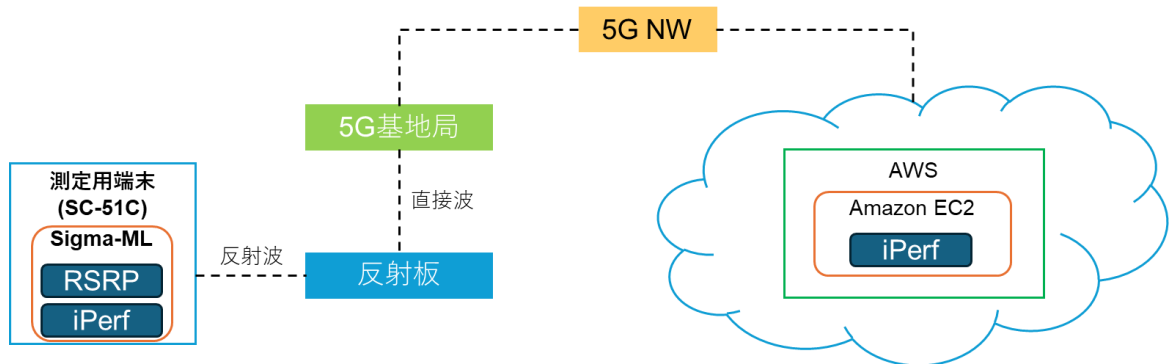 5G NW
5G基地局
測定用端末
(SC-51C)
Sigma-ML
RSRP
iPerf
反射波
直接波
反射板
AWS
Amazon EC2
iPerf